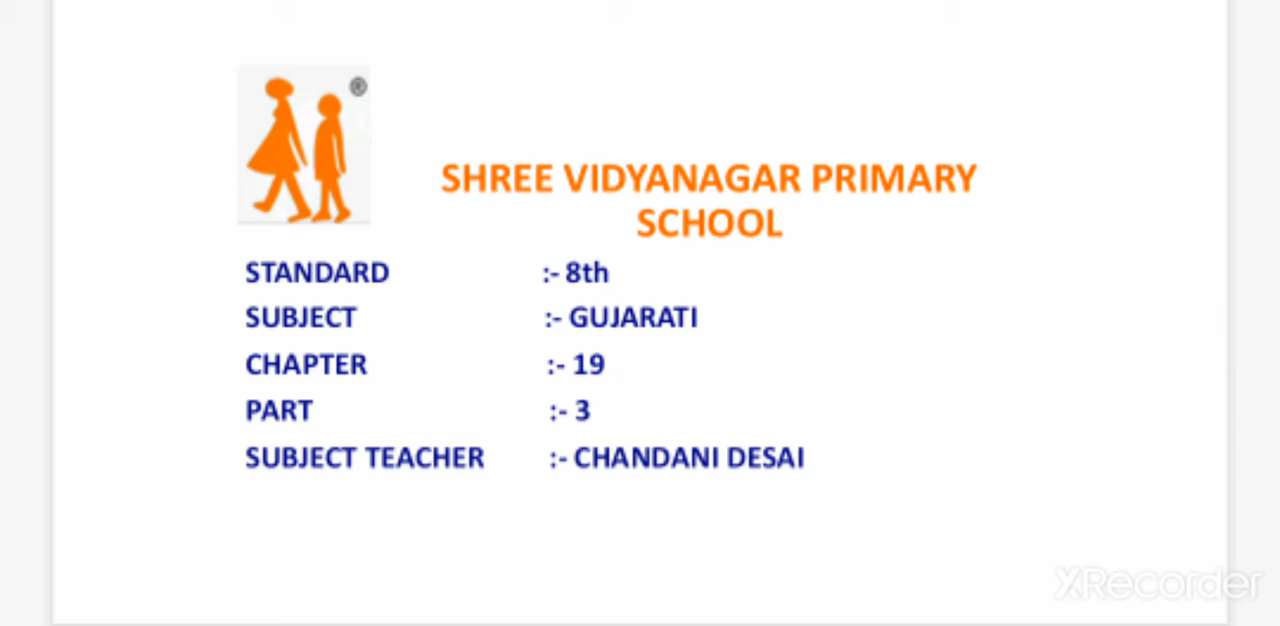 ®
SHREE VIDYANAGAR PRIMARY
SCHOOL
STANDARD :- 8th
SUBJECT :- GUJARATI
CHAPTER :- 19
PART :- 3
SUBJECT TEACHER :- CHANDANI DESAI
XRecorder